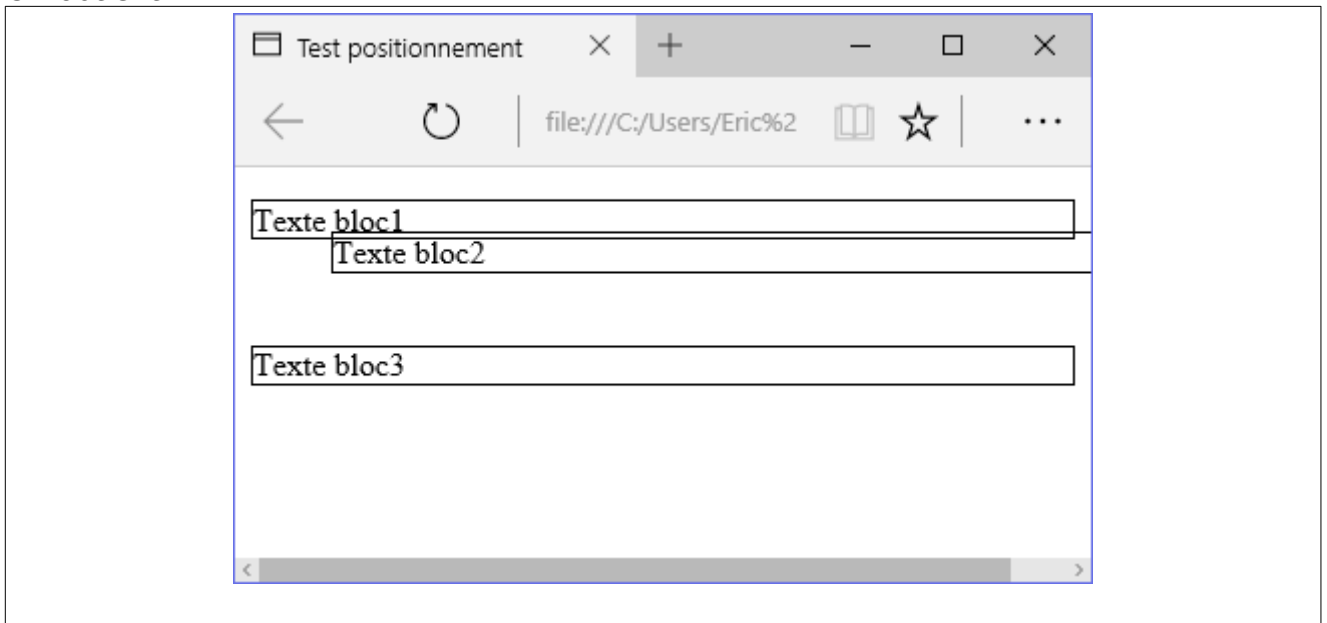 Test positionnement
file:///C:/Users/Eric%2
Texte bloc1
Texte bloc2
Texte bloc3